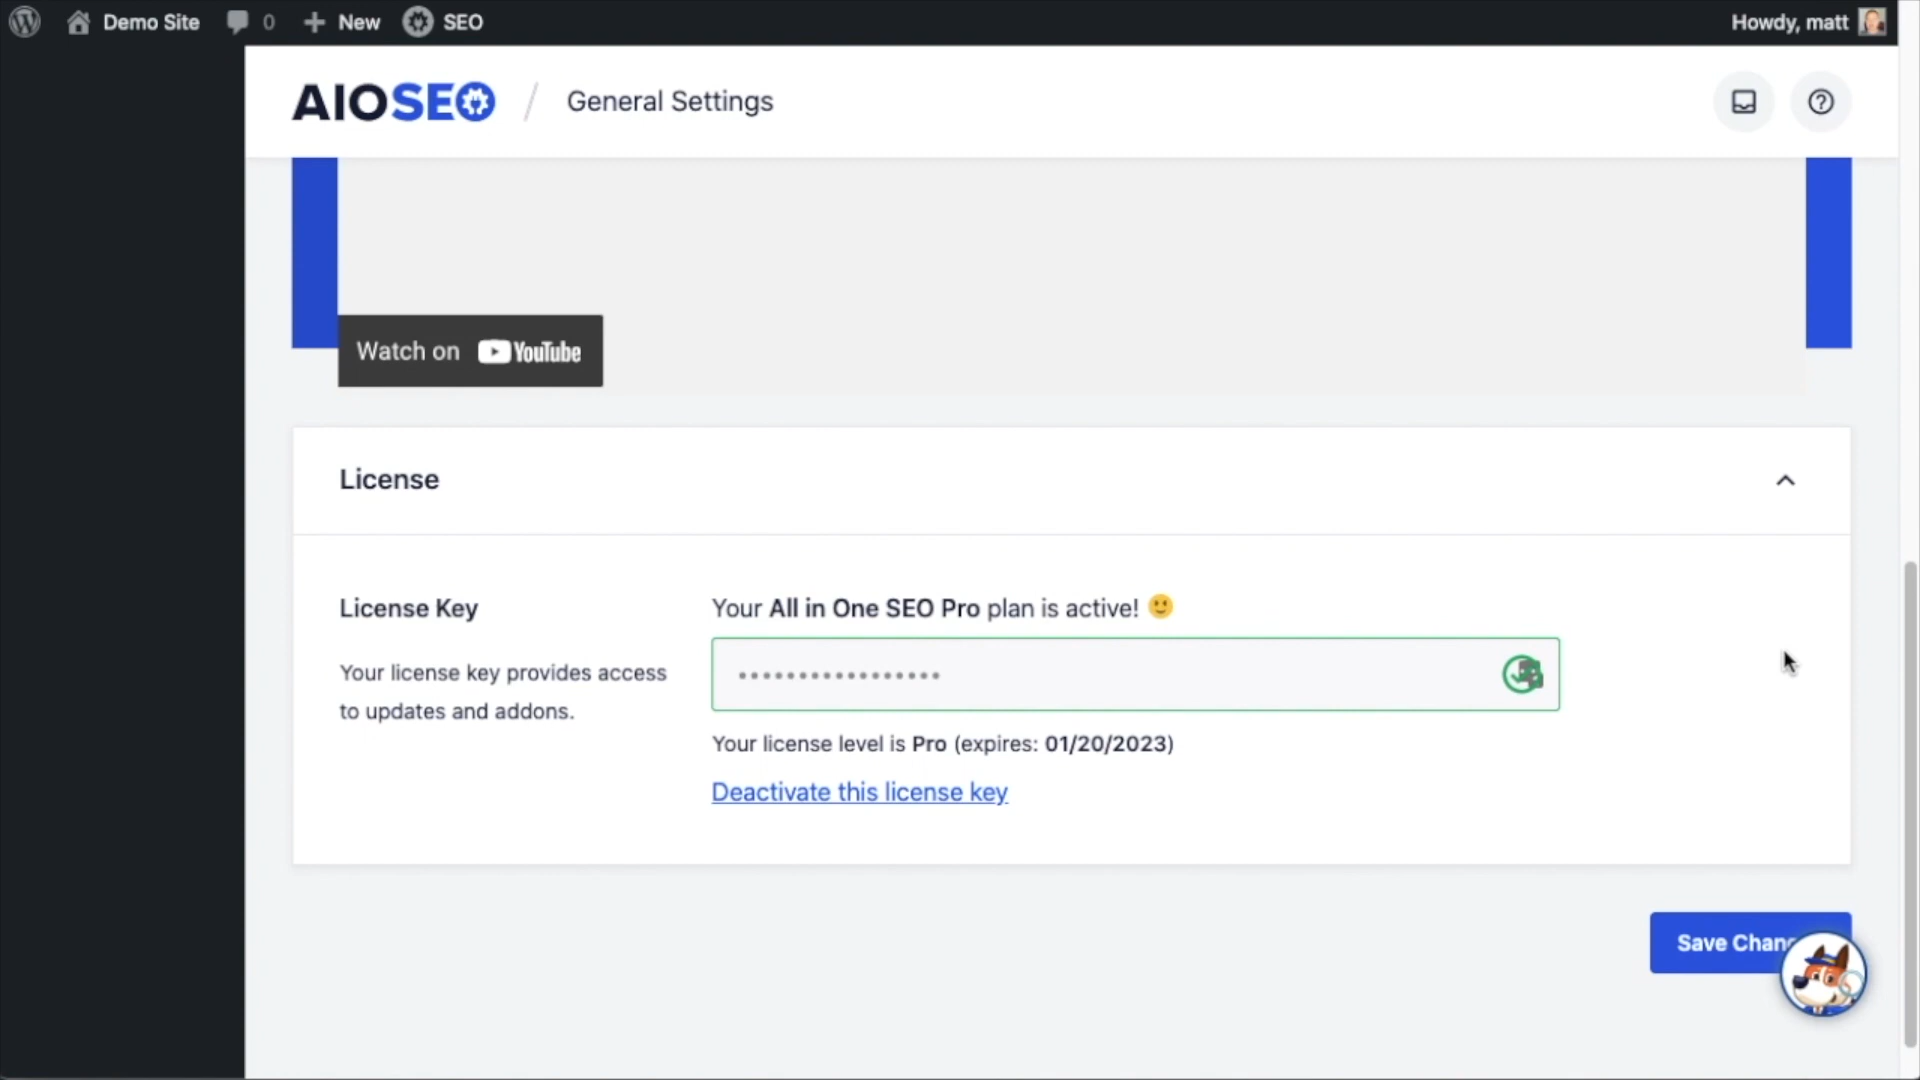 Demo Site
0
New
SEO
Howdy, matt
AIOSEO / General Settings
Watch on YouTube
License
License Key
Your license key provides access
to updates and addons.
Your All in One SEO Pro plan is active! 🙂
•••••••••••••••••
Your license level is Pro (expires: 01/20/2023)
Deactivate this license key
Save Chan